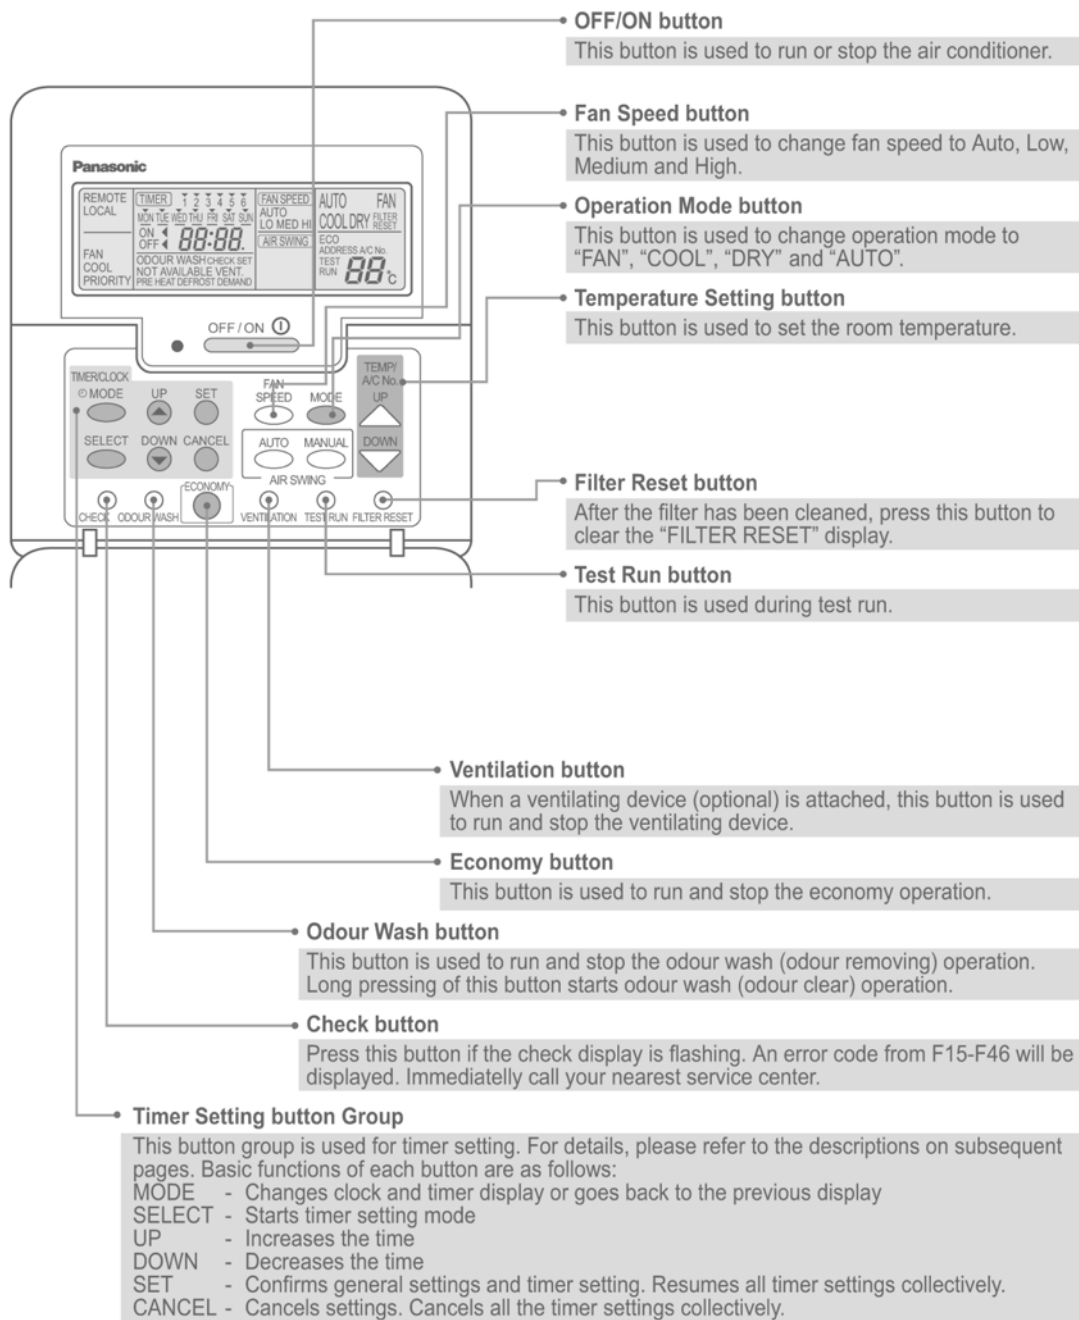 OFF/ON button
This button is used to run or stop the air conditioner.
Fan Speed button
This button is used to change fan speed to Auto, Low,
Medium and High.
Operation Mode button
This button is used to change operation mode to
“FAN”, “COOL”, “DRY” and “AUTO”.
Temperature Setting button
This button is used to set the room temperature.
Panasonic
REMOTE
LOCAL
FAN
COOL
PRIORITY
TIMER 1 2 3 4 5 6
MON TUE WED THU FRI SAT SUN
ON
OFF 88:88.
ODOUR WASH CHECK SET
NOT AVAILABLE VENT.
PRE HEAT DEFROST DEMAND
FAN SPEED
AUTO
LO MED HI
AIR SWING
AUTO FAN
COOL DRY FILTER RESET
ECO
ADDRESS A/C No.
TEST RUN 88°C
OFF / ON
TIMER/CLOCK
MODE UP SET
SELECT DOWN CANCEL
FAN SPEED MODE
TEMP/
A/C No.
UP
DOWN
AUTO MANUAL
AIR SWING
ECONOMY
CHECK ODOUR WASH VENTILATION TEST RUN FILTER RESET
Filter Reset button
After the filter has been cleaned, press this button to
clear the “FILTER RESET” display.
Test Run button
This button is used during test run.
Ventilation button
When a ventilating device (optional) is attached, this button is used
to run and stop the ventilating device.
Economy button
This button is used to run and stop the economy operation.
Odour Wash button
This button is used to run and stop the odour wash (odour removing) operation.
Long pressing of this button starts odour wash (odour clear) operation.
Check button
Press this button if the check display is flashing. An error code from F15-F46 will be
displayed. Immediatelly call your nearest service center.
Timer Setting button Group
This button group is used for timer setting. For details, please refer to the descriptions on subsequent
pages. Basic functions of each button are as follows:
MODE - Changes clock and timer display or goes back to the previous display
SELECT - Starts timer setting mode
UP - Increases the time
DOWN - Decreases the time
SET - Confirms general settings and timer setting. Resumes all timer settings collectively.
CANCEL - Cancels settings. Cancels all the timer settings collectively.